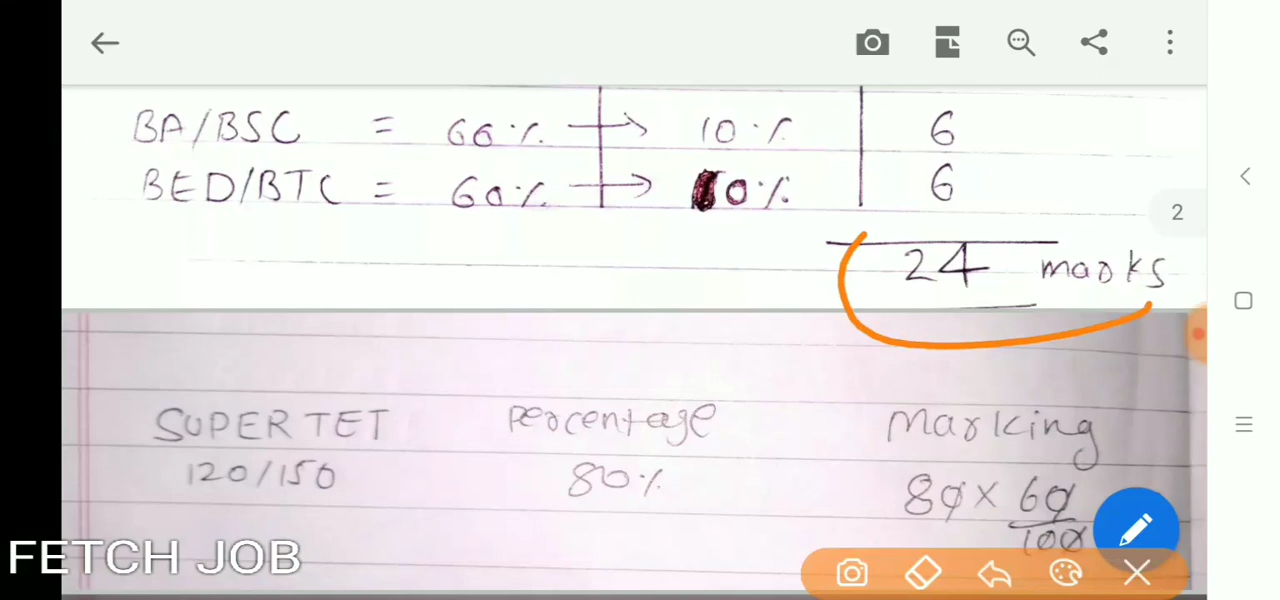 BA/BSC = 60% → 10% 6
BED/BTC = 60% → 10% 6
2
24 marks
SUPER TET Percentage Marking
120/150 80% 80 × 60/100
FETCH JOB